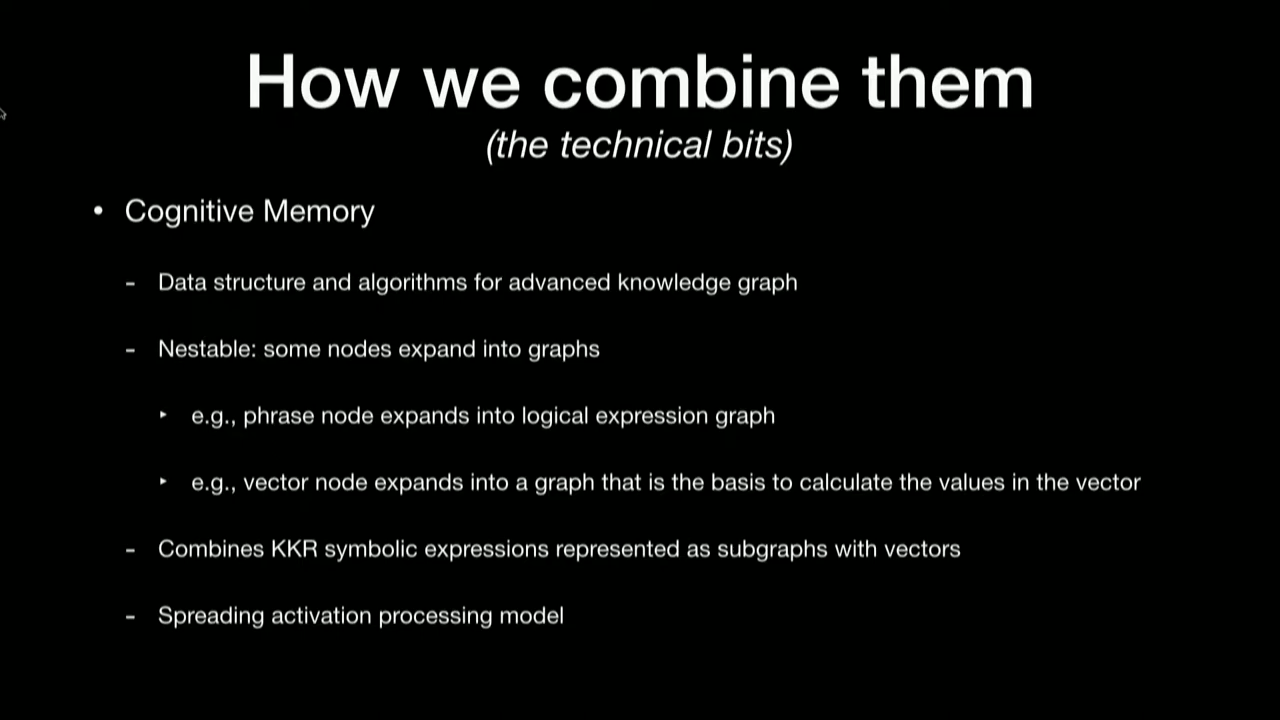 How we combine them
(the technical bits)
• Cognitive Memory
- Data structure and algorithms for advanced knowledge graph
- Nestable: some nodes expand into graphs
‣ e.g., phrase node expands into logical expression graph
‣ e.g., vector node expands into a graph that is the basis to calculate the values in the vector
- Combines KKR symbolic expressions represented as subgraphs with vectors
- Spreading activation processing model